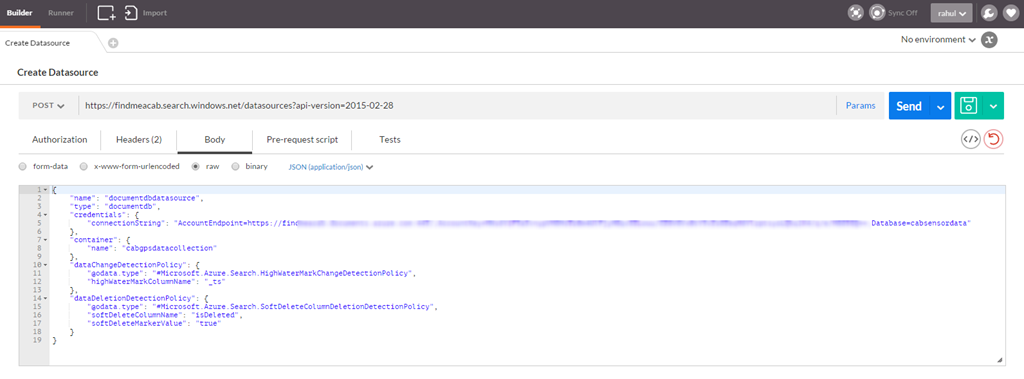 Builder Runner Import Sync Off rahul
Create Datasource No environment
Create Datasource
POST https://findmeacab.search.windows.net/datasources?api-version=2015-02-28 Params Send
Authorization Headers (2) Body Pre-request script Tests
form-data x-www-form-urlencoded raw binary JSON (application/json)
1 {
2 "name": "documentdbdatasource",
3 "type": "documentdb",
4 "credentials": {
5 "connectionString": "AccountEndpoint=https://find Database=cabsensordata"
6 },
7 "container": {
8 "name": "cabgpsdatacollection"
9 },
10 "dataChangeDetectionPolicy": {
11 "@odata.type": "#Microsoft.Azure.Search.HighWaterMarkChangeDetectionPolicy",
12 "highWaterMarkColumnName": "_ts"
13 },
14 "dataDeletionDetectionPolicy": {
15 "@odata.type": "#Microsoft.Azure.Search.SoftDeleteColumnDeletionDetectionPolicy",
16 "softDeleteColumnName": "isDeleted",
17 "softDeleteMarkerValue": "true"
18 }
19 }